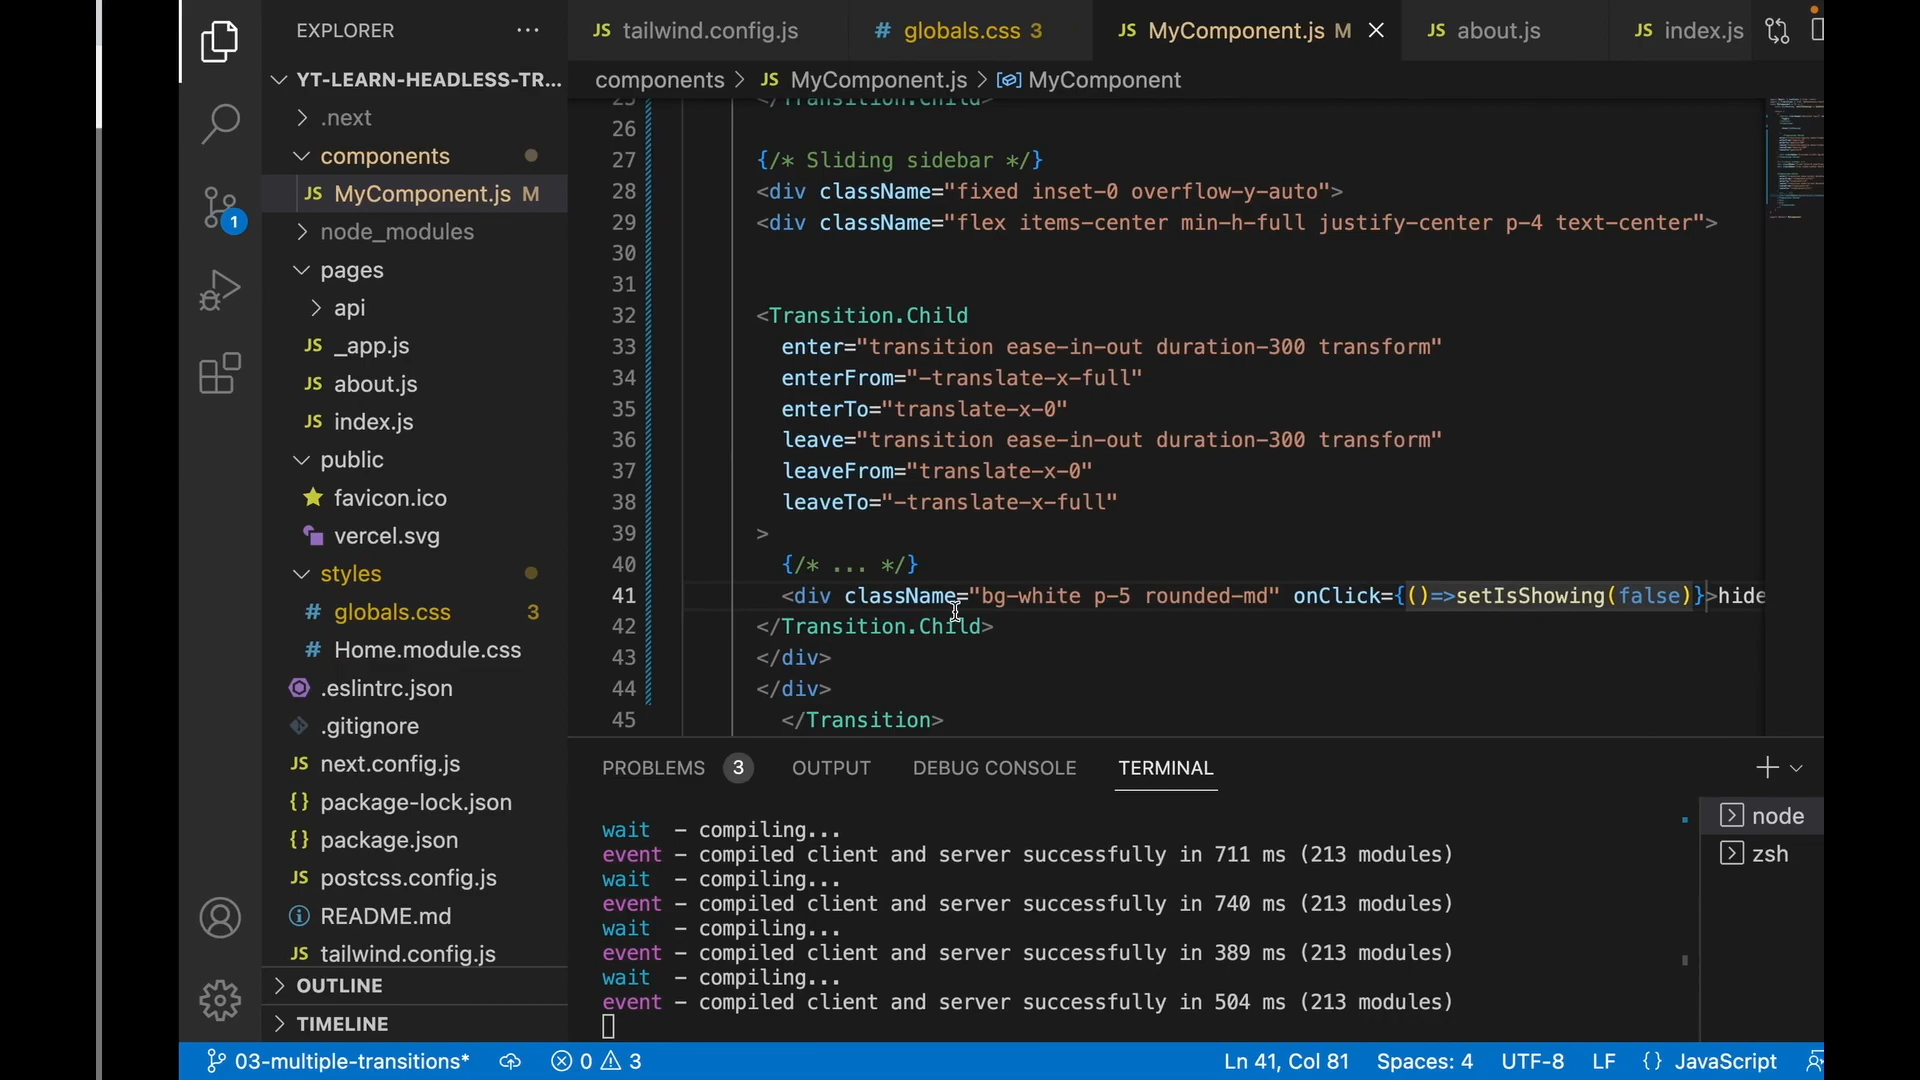 EXPLORER
YT-LEARN-HEADLESS-TR...
.next
components
MyComponent.js M
node_modules
pages
api
_app.js
about.js
index.js
public
favicon.ico
vercel.svg
styles
globals.css 3
Home.module.css
.eslintrc.json
.gitignore
next.config.js
package-lock.json
package.json
postcss.config.js
README.md
tailwind.config.js
OUTLINE
TIMELINE
1
JS tailwind.config.js
# globals.css 3
JS MyComponent.js M
JS about.js
JS index.js
components > JS MyComponent.js > MyComponent
25 </Transition.Child>
26
27 {/* Sliding sidebar */}
28 <div className="fixed inset-0 overflow-y-auto">
29 <div className="flex items-center min-h-full justify-center p-4 text-center">
30
31
32 <Transition.Child
33 enter="transition ease-in-out duration-300 transform"
34 enterFrom="-translate-x-full"
35 enterTo="translate-x-0"
36 leave="transition ease-in-out duration-300 transform"
37 leaveFrom="translate-x-0"
38 leaveTo="-translate-x-full"
39 >
40 {/* ... */}
41 <div className="bg-white p-5 rounded-md" onClick={()=>setIsShowing(false)}>hide
42 </Transition.Child>
43 </div>
44 </div>
45 </Transition>
PROBLEMS 3 OUTPUT DEBUG CONSOLE TERMINAL
wait - compiling...
event - compiled client and server successfully in 711 ms (213 modules)
wait - compiling...
event - compiled client and server successfully in 740 ms (213 modules)
wait - compiling...
event - compiled client and server successfully in 389 ms (213 modules)
wait - compiling...
event - compiled client and server successfully in 504 ms (213 modules)
node
zsh
03-multiple-transitions* 0 3 Ln 41, Col 81 Spaces: 4 UTF-8 LF {} JavaScript